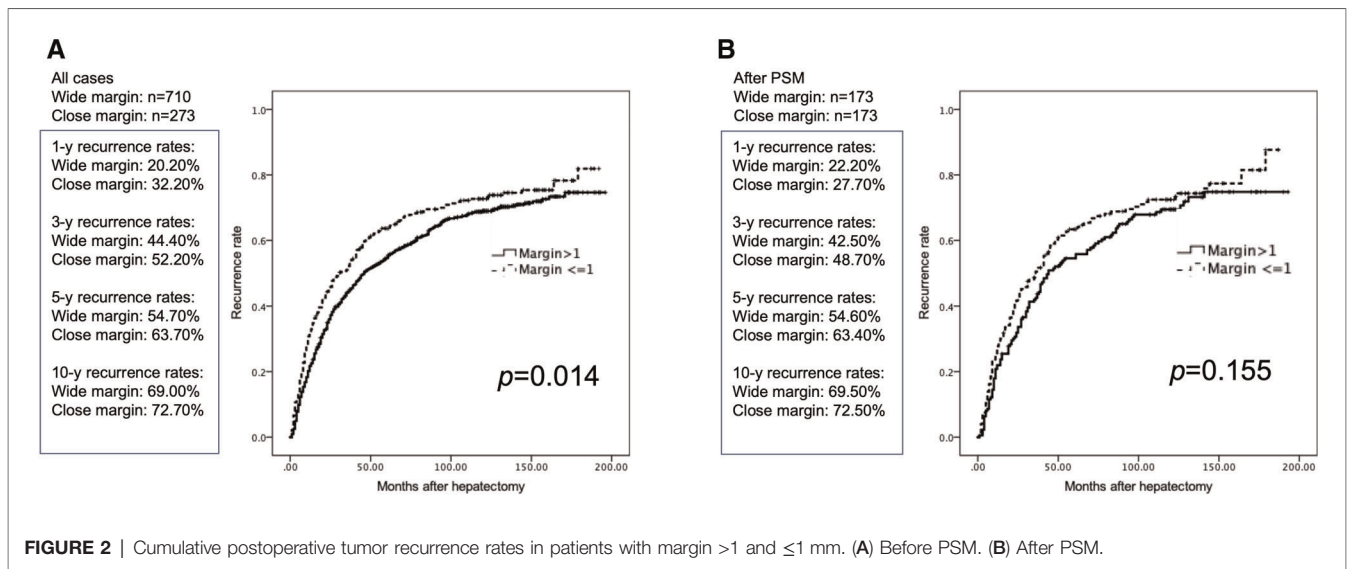 A
All cases
Wide margin: n=710
Close margin: n=273
1-y recurrence rates:
Wide margin: 20.20%
Close margin: 32.20%
3-y recurrence rates:
Wide margin: 44.40%
Close margin: 52.20%
5-y recurrence rates:
Wide margin: 54.70%
Close margin: 63.70%
10-y recurrence rates:
Wide margin: 69.00%
Close margin: 72.70%
Recurrence rate
1.0
0.8
0.6
0.4
0.2
0.0
Margin>1
Margin <=1
p=0.014
.00 50.00 100.00 150.00 200.00
Months after hepatectomy
B
After PSM
Wide margin: n=173
Close margin: n=173
1-y recurrence rates:
Wide margin: 22.20%
Close margin: 27.70%
3-y recurrence rates:
Wide margin: 42.50%
Close margin: 48.70%
5-y recurrence rates:
Wide margin: 54.60%
Close margin: 63.40%
10-y recurrence rates:
Wide margin: 69.50%
Close margin: 72.50%
Recurrence rate
1.0
0.8
0.6
0.4
0.2
0.0
Margin>1
Margin <=1
p=0.155
.00 50.00 100.00 150.00 200.00
Months after hepatectomy
FIGURE 2 | Cumulative postoperative tumor recurrence rates in patients with margin >1 and ≤1 mm. (A) Before PSM. (B) After PSM.